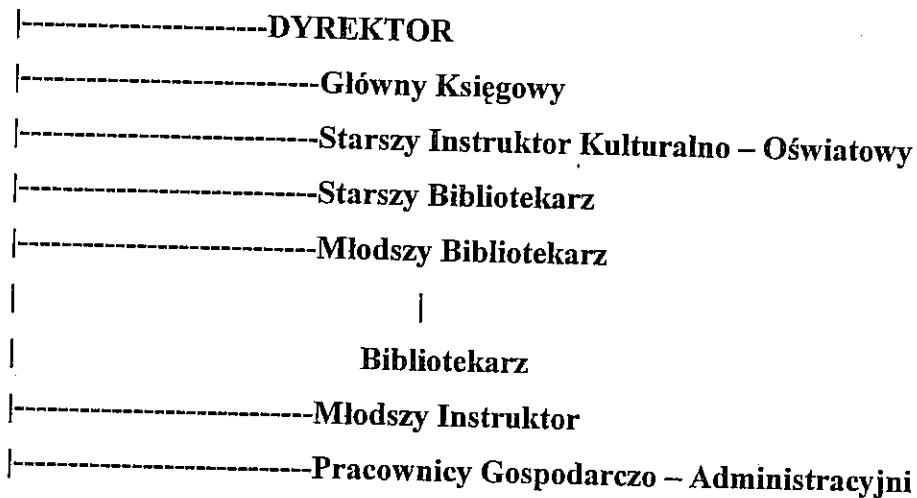 |----------------------DYREKTOR
|--------------------------Główny Księgowy
|--------------------------Starszy Instruktor Kulturalno – Oświatowy
|--------------------------Starszy Bibliotekarz
|--------------------------Młodszy Bibliotekarz
| |
| Bibliotekarz
|--------------------------Młodszy Instruktor
|--------------------------Pracownicy Gospodarczo – Administracyjni